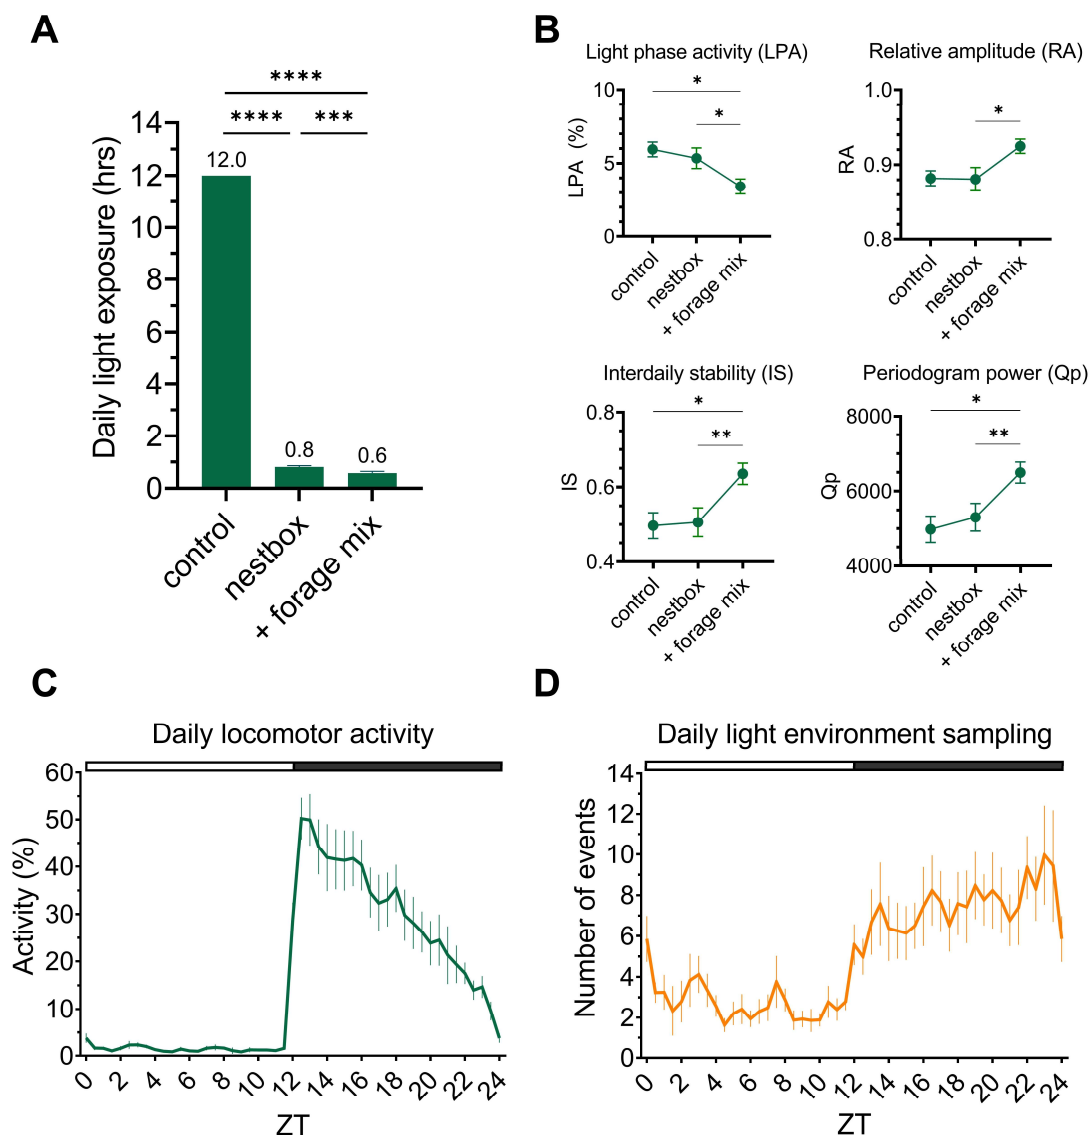 A
****
****
***
14
12
10
8
6
4
2
0
Daily light exposure (hrs)
12.0
0.8
0.6
control
nestbox
+ forage mix
B
Light phase activity (LPA)
*
*
10
5
0
LPA (%)
control
nestbox
+ forage mix
Relative amplitude (RA)
*
1.0
0.9
0.8
RA
control
nestbox
+ forage mix
Interdaily stability (IS)
*
**
0.8
0.6
0.4
IS
control
nestbox
+ forage mix
Periodogram power (Qp)
*
**
8000
6000
4000
Qp
control
nestbox
+ forage mix
C
Daily locomotor activity
60
50
40
30
20
10
0
Activity (%)
0 2 4 6 8 10 12 14 16 18 20 22 24
ZT
D
Daily light environment sampling
14
12
10
8
6
4
2
0
Number of events
0 2 4 6 8 10 12 14 16 18 20 22 24
ZT